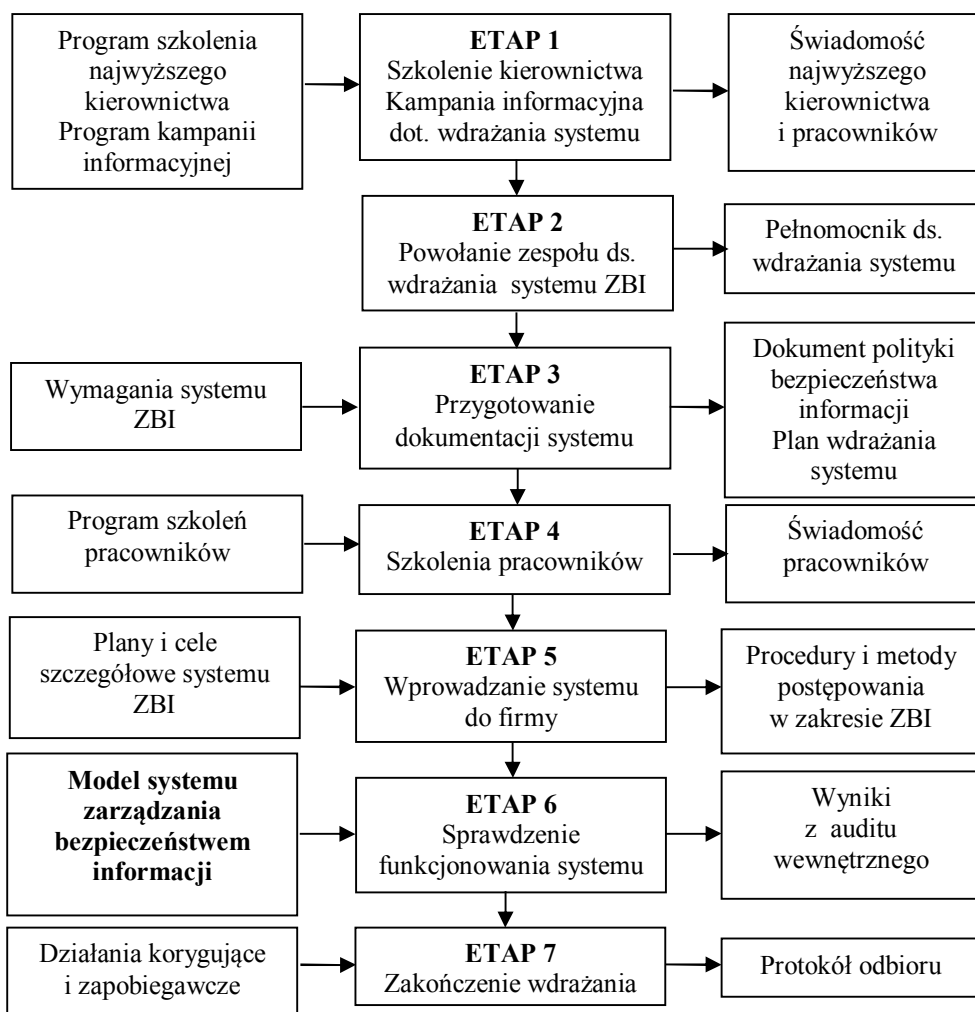 Program szkolenia
najwyższego
kierownictwa
Program kampanii
informacyjnej
ETAP 1
Szkolenie kierownictwa
Kampania informacyjna
dot. wdrażania systemu
Świadomość
najwyższego
kierownictwa
i pracowników
ETAP 2
Powołanie zespołu ds.
wdrażania systemu ZBI
Pełnomocnik ds.
wdrażania systemu
Wymagania systemu
ZBI
ETAP 3
Przygotowanie
dokumentacji systemu
Dokument polityki
bezpieczeństwa
informacji
Plan wdrażania
systemu
Program szkoleń
pracowników
ETAP 4
Szkolenia pracowników
Świadomość
pracowników
Plany i cele
szczegółowe systemu
ZBI
ETAP 5
Wprowadzanie systemu
do firmy
Procedury i metody
postępowania
w zakresie ZBI
Model systemu
zarządzania
bezpieczeństwem
informacji
ETAP 6
Sprawdzenie
funkcjonowania systemu
Wyniki
z auditu
wewnętrznego
Działania korygujące
i zapobiegawcze
ETAP 7
Zakończenie wdrażania
Protokół odbioru